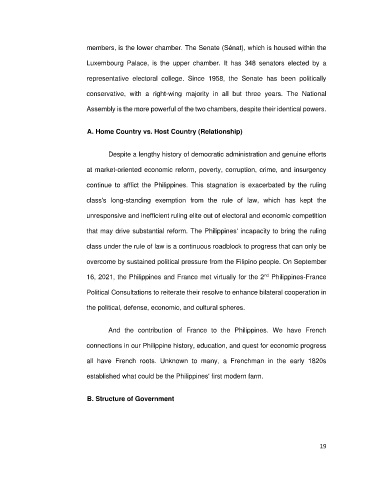 members, is the lower chamber. The Senate (Sénat), which is housed within the
Luxembourg Palace, is the upper chamber. It has 348 senators elected by a
representative electoral college. Since 1958, the Senate has been politically
conservative, with a right-wing majority in all but three years. The National
Assembly is the more powerful of the two chambers, despite their identical powers.
A. Home Country vs. Host Country (Relationship)
Despite a lengthy history of democratic administration and genuine efforts
at market-oriented economic reform, poverty, corruption, crime, and insurgency
continue to afflict the Philippines. This stagnation is exacerbated by the ruling
class's long-standing exemption from the rule of law, which has kept the
unresponsive and inefficient ruling elite out of electoral and economic competition
that may drive substantial reform. The Philippines' incapacity to bring the ruling
class under the rule of law is a continuous roadblock to progress that can only be
overcome by sustained political pressure from the Filipino people. On September
16, 2021, the Philippines and France met virtually for the 2nd Philippines-France
Political Consultations to reiterate their resolve to enhance bilateral cooperation in
the political, defense, economic, and cultural spheres.
And the contribution of France to the Philippines. We have French
connections in our Philippine history, education, and quest for economic progress
all have French roots. Unknown to many, a Frenchman in the early 1820s
established what could be the Philippines' first modern farm.
B. Structure of Government
19